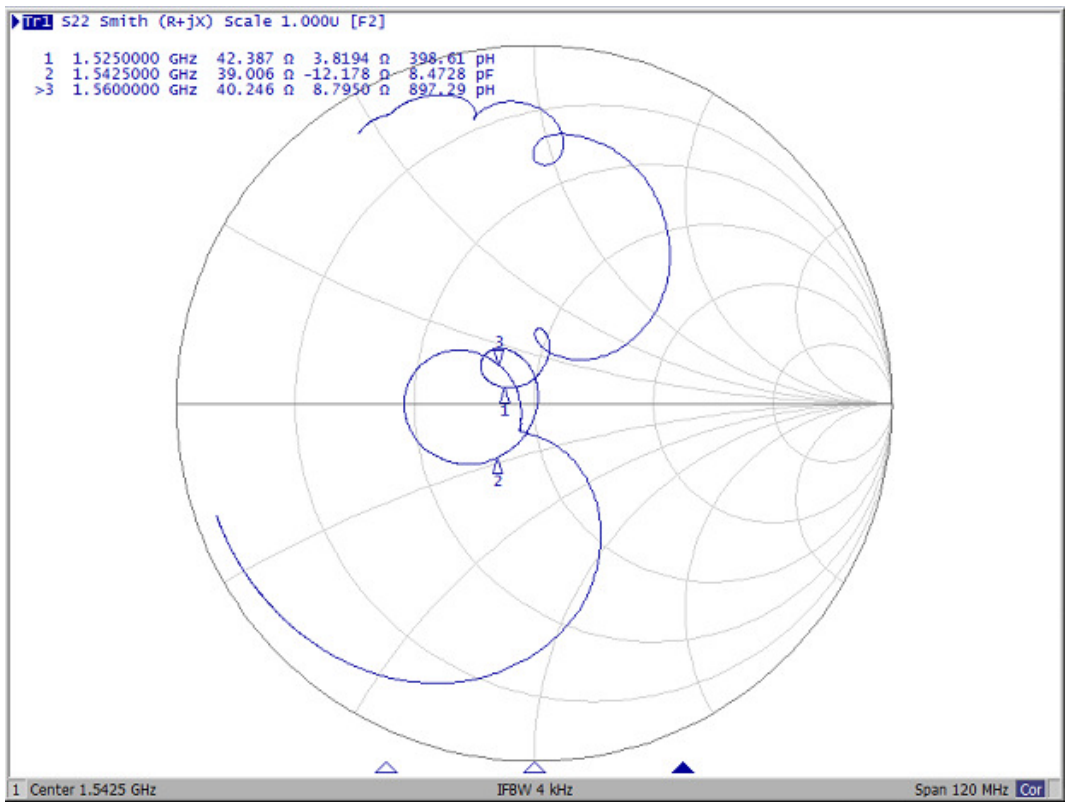 Tr1 S22 Smith (R+jX) Scale 1.000U [F2]
1 1.5250000 GHz 42.387 Ω 3.8194 Ω 398.61 pH
2 1.5425000 GHz 39.006 Ω -12.178 Ω 8.4728 pF
>3 1.5600000 GHz 40.246 Ω 8.7950 Ω 897.29 pH
3
1
2
1 Center 1.5425 GHz IFBW 4 kHz Span 120 MHz Cor